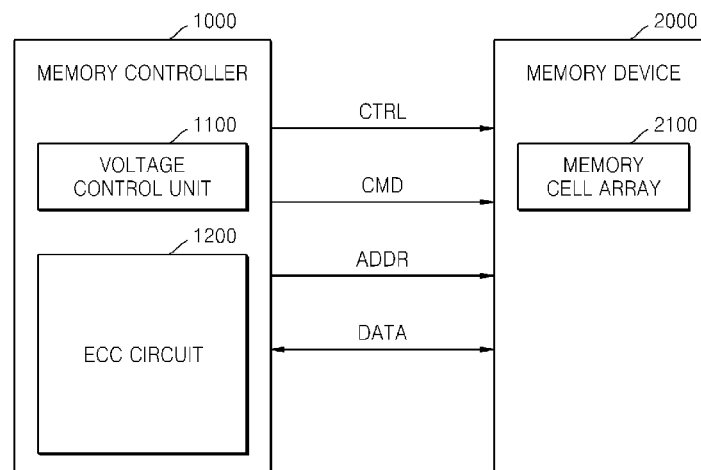 1000
2000
MEMORY CONTROLLER
MEMORY DEVICE
CTRL
1100
2100
VOLTAGE
CONTROL UNIT
MEMORY
CELL ARRAY
CMD
1200
ADDR
DATA
ECC CIRCUIT